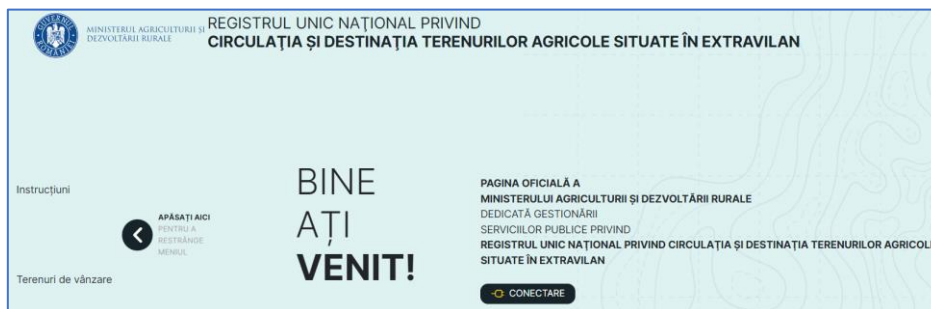 MINISTERUL AGRICULTURII ȘI
DEZVOLTĂRII RURALE
REGISTRUL UNIC NAȚIONAL PRIVIND
CIRCULAȚIA ȘI DESTINAȚIA TERENURILOR AGRICOLE SITUATE ÎN EXTRAVILAN
Instrucțiuni
APĂSAȚI AICI
PENTRU A
RESTRÂNGE
MENIUL
Terenuri de vânzare
BINE
AȚI
VENIT!
PAGINA OFICIALĂ A
MINISTERULUI AGRICULTURII ȘI DEZVOLTĂRII RURALE
DEDICATĂ GESTIONĂRII
SERVICIILOR PUBLICE PRIVIND
REGISTRUL UNIC NAȚIONAL PRIVIND CIRCULAȚIA ȘI DESTINAȚIA TERENURILOR AGRICOLE
SITUATE ÎN EXTRAVILAN
CONECTARE